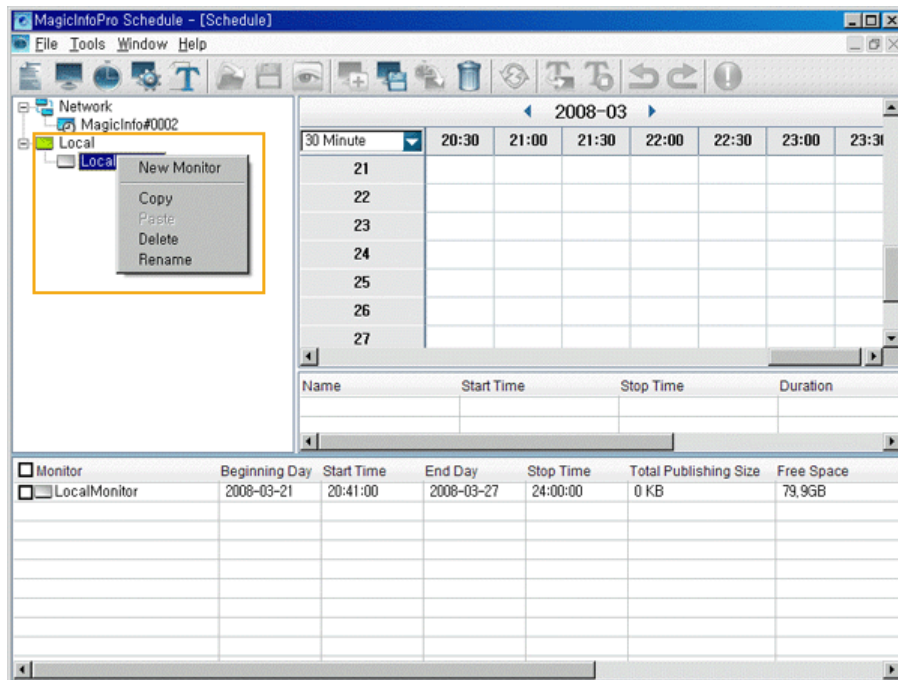 MagicInfoPro Schedule - [Schedule]
File Tools Window Help
Network
MagicInfo#0002
Local
Local
New Monitor
Copy
Paste
Delete
Rename
2008-03
30 Minute 20:30 21:00 21:30 22:00 22:30 23:00 23:30
21
22
23
24
25
26
27
Name Start Time Stop Time Duration
Monitor Beginning Day Start Time End Day Stop Time Total Publishing Size Free Space
LocalMonitor 2008-03-21 20:41:00 2008-03-27 24:00:00 0 KB 79,9GB